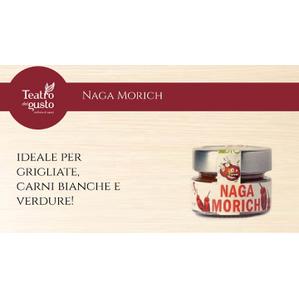 Teatro
del gusto
NAGA MORICH
IDEALE PER
GRIGLIATE,
CARNI BIANCHE E
VERDURE!
NAGA
MORICH